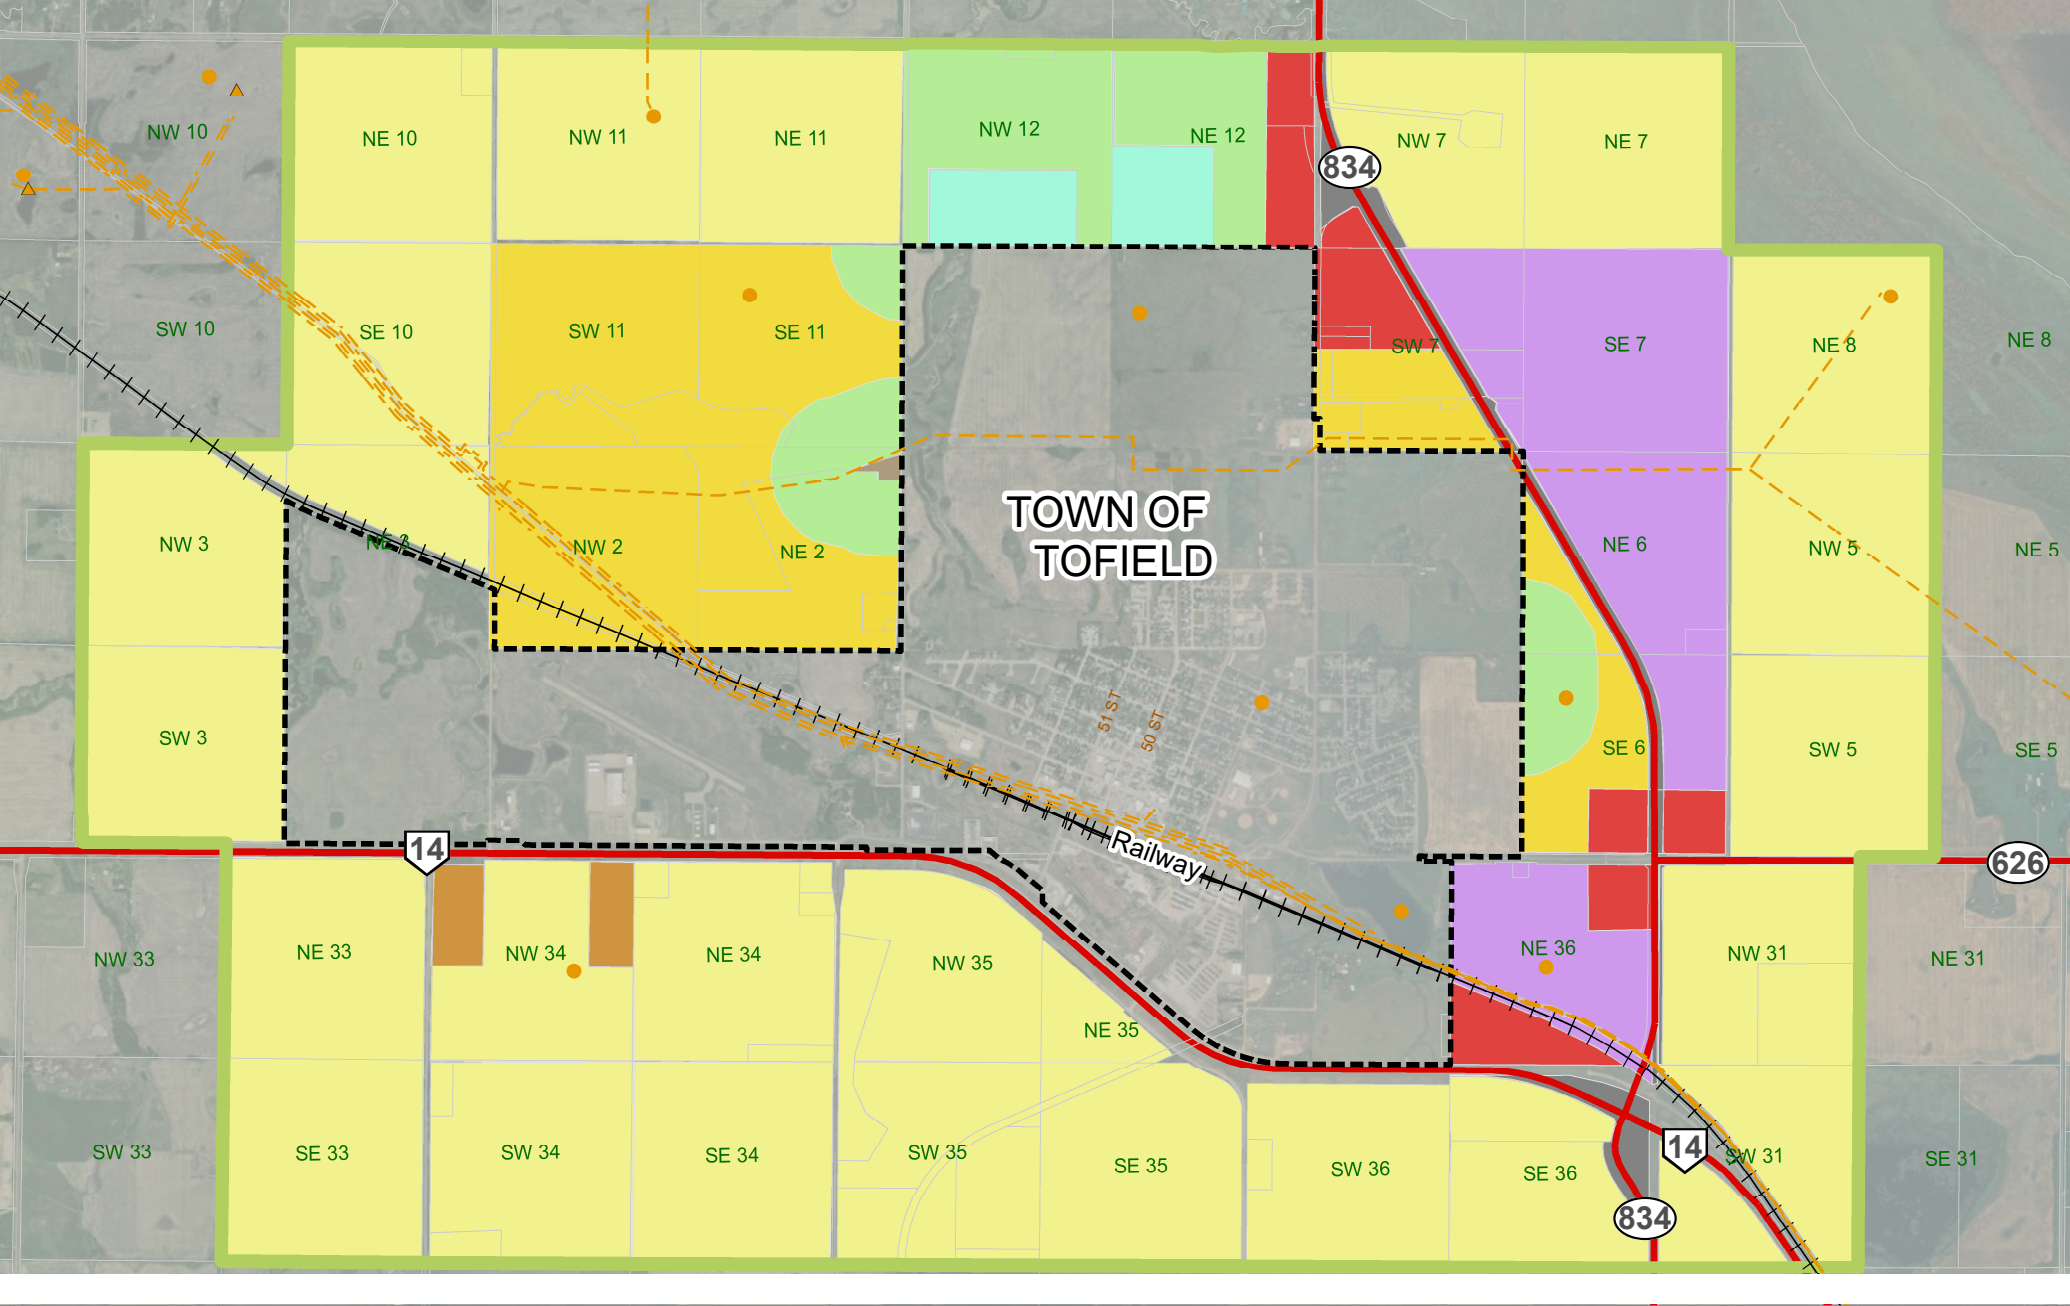 NW 10
NE 10
NW 11
NE 11
NW 12
NE 12
834
NW 7
NE 7
SW 10
SE 10
SW 11
SE 11
SW 7
SE 7
NE 8
NE 8
NW 3
NE 3
NW 2
NE 2
TOWN OF
TOFIELD
NE 6
NW 5
NE 5
SW 3
51 ST
50 ST
SE 6
SW 5
SE 5
14
Railway
626
NW 33
NE 33
NW 34
NE 34
NW 35
NE 35
NE 36
NW 31
NE 31
SW 33
SE 33
SW 34
SE 34
SW 35
SE 35
SW 36
SE 36
14
SW 31
SE 31
834